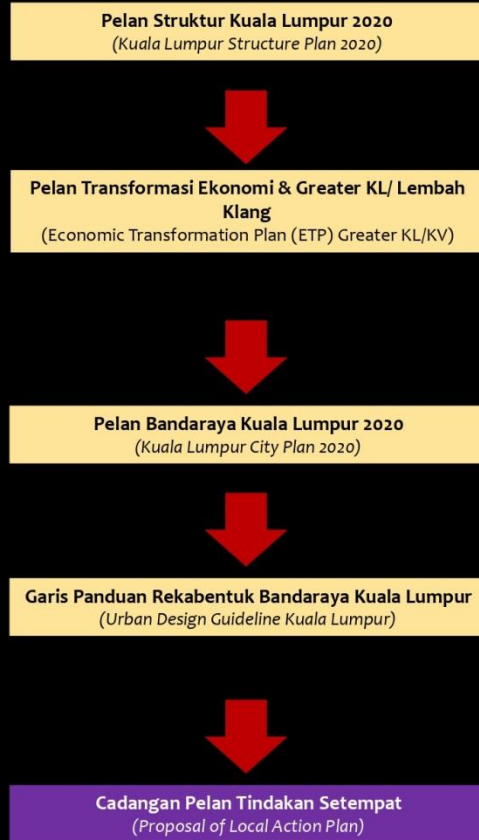 Pelan Struktur Kuala Lumpur 2020
(Kuala Lumpur Structure Plan 2020)
Pelan Transformasi Ekonomi & Greater KL/ Lembah
Klang
(Economic Transformation Plan (ETP) Greater KL/KV)
Pelan Bandaraya Kuala Lumpur 2020
(Kuala Lumpur City Plan 2020)
Garis Panduan Rekabentuk Bandaraya Kuala Lumpur
(Urban Design Guideline Kuala Lumpur)
Cadangan Pelan Tindakan Setempat
(Proposal of Local Action Plan)